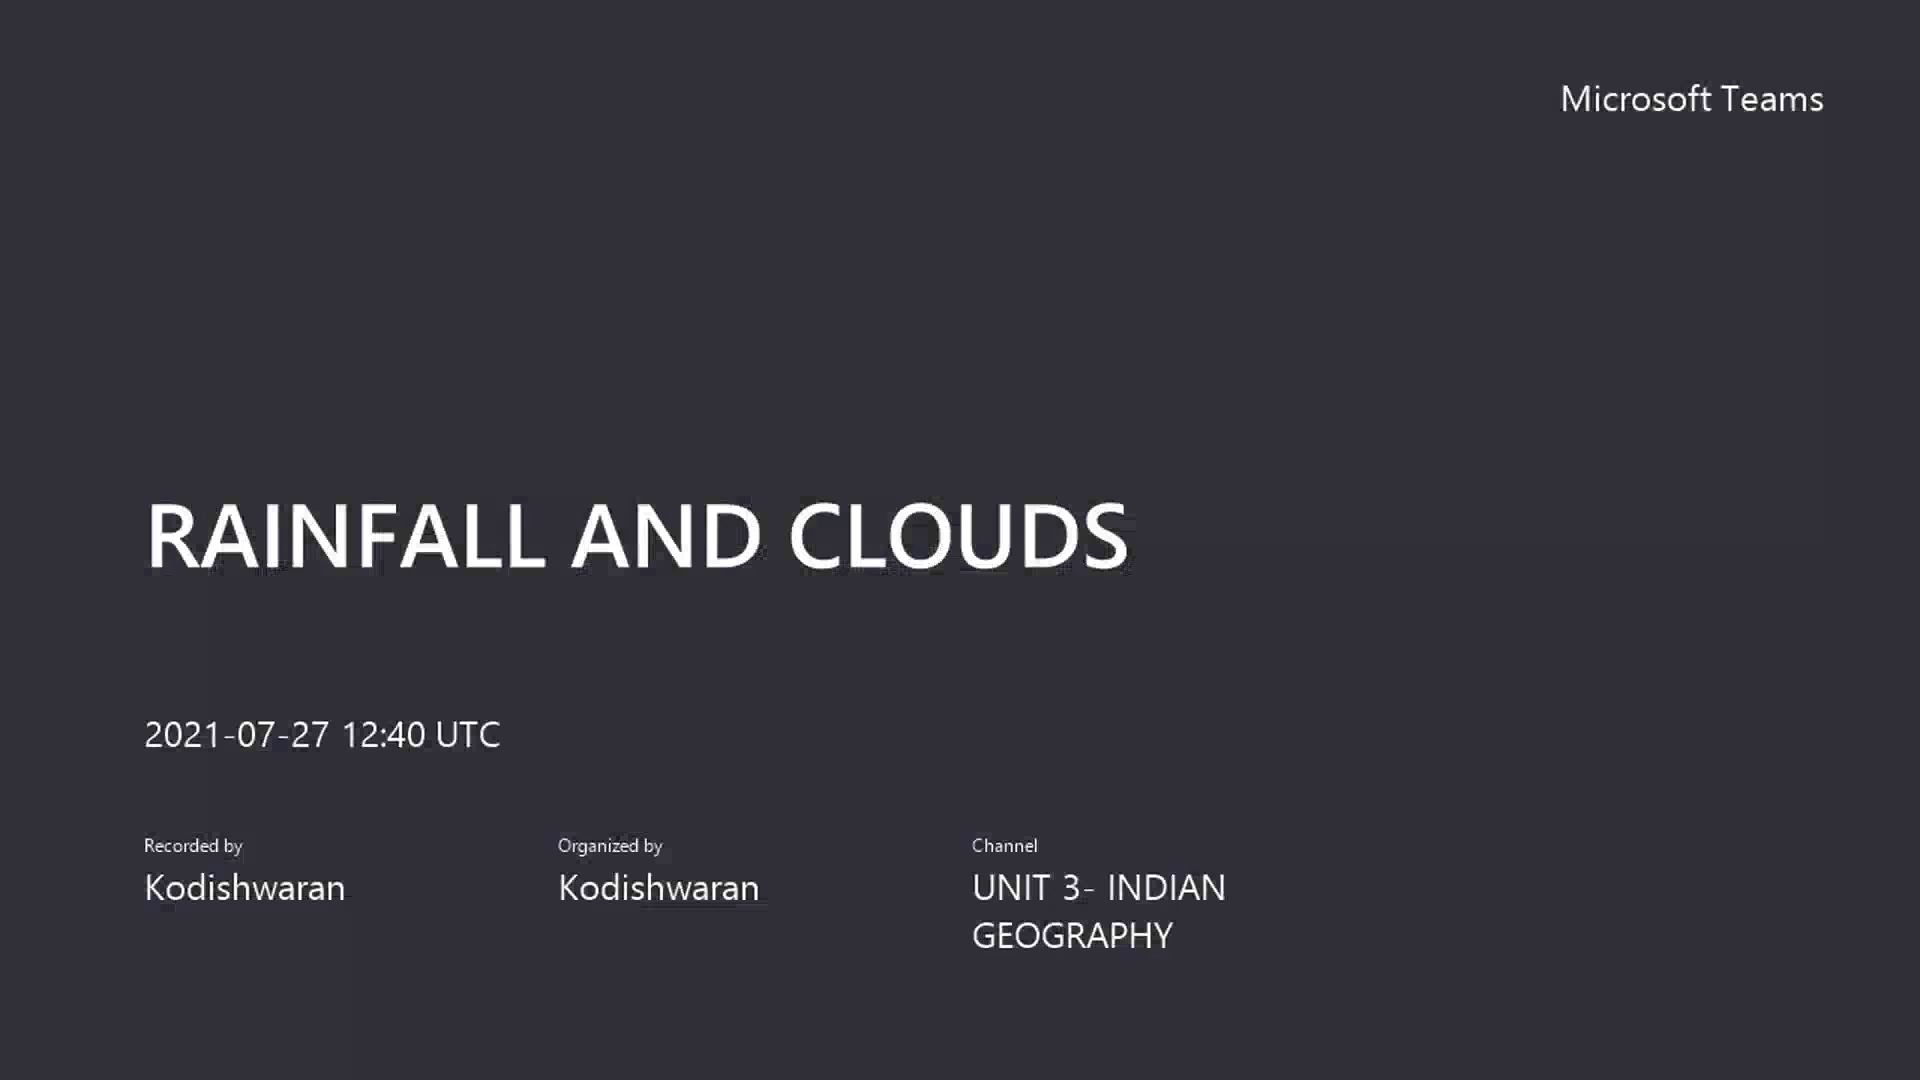 Microsoft Teams
RAINFALL AND CLOUDS
2021-07-27 12:40 UTC
Recorded by
Kodishwaran
Organized by
Kodishwaran
Channel
UNIT 3- INDIAN
GEOGRAPHY